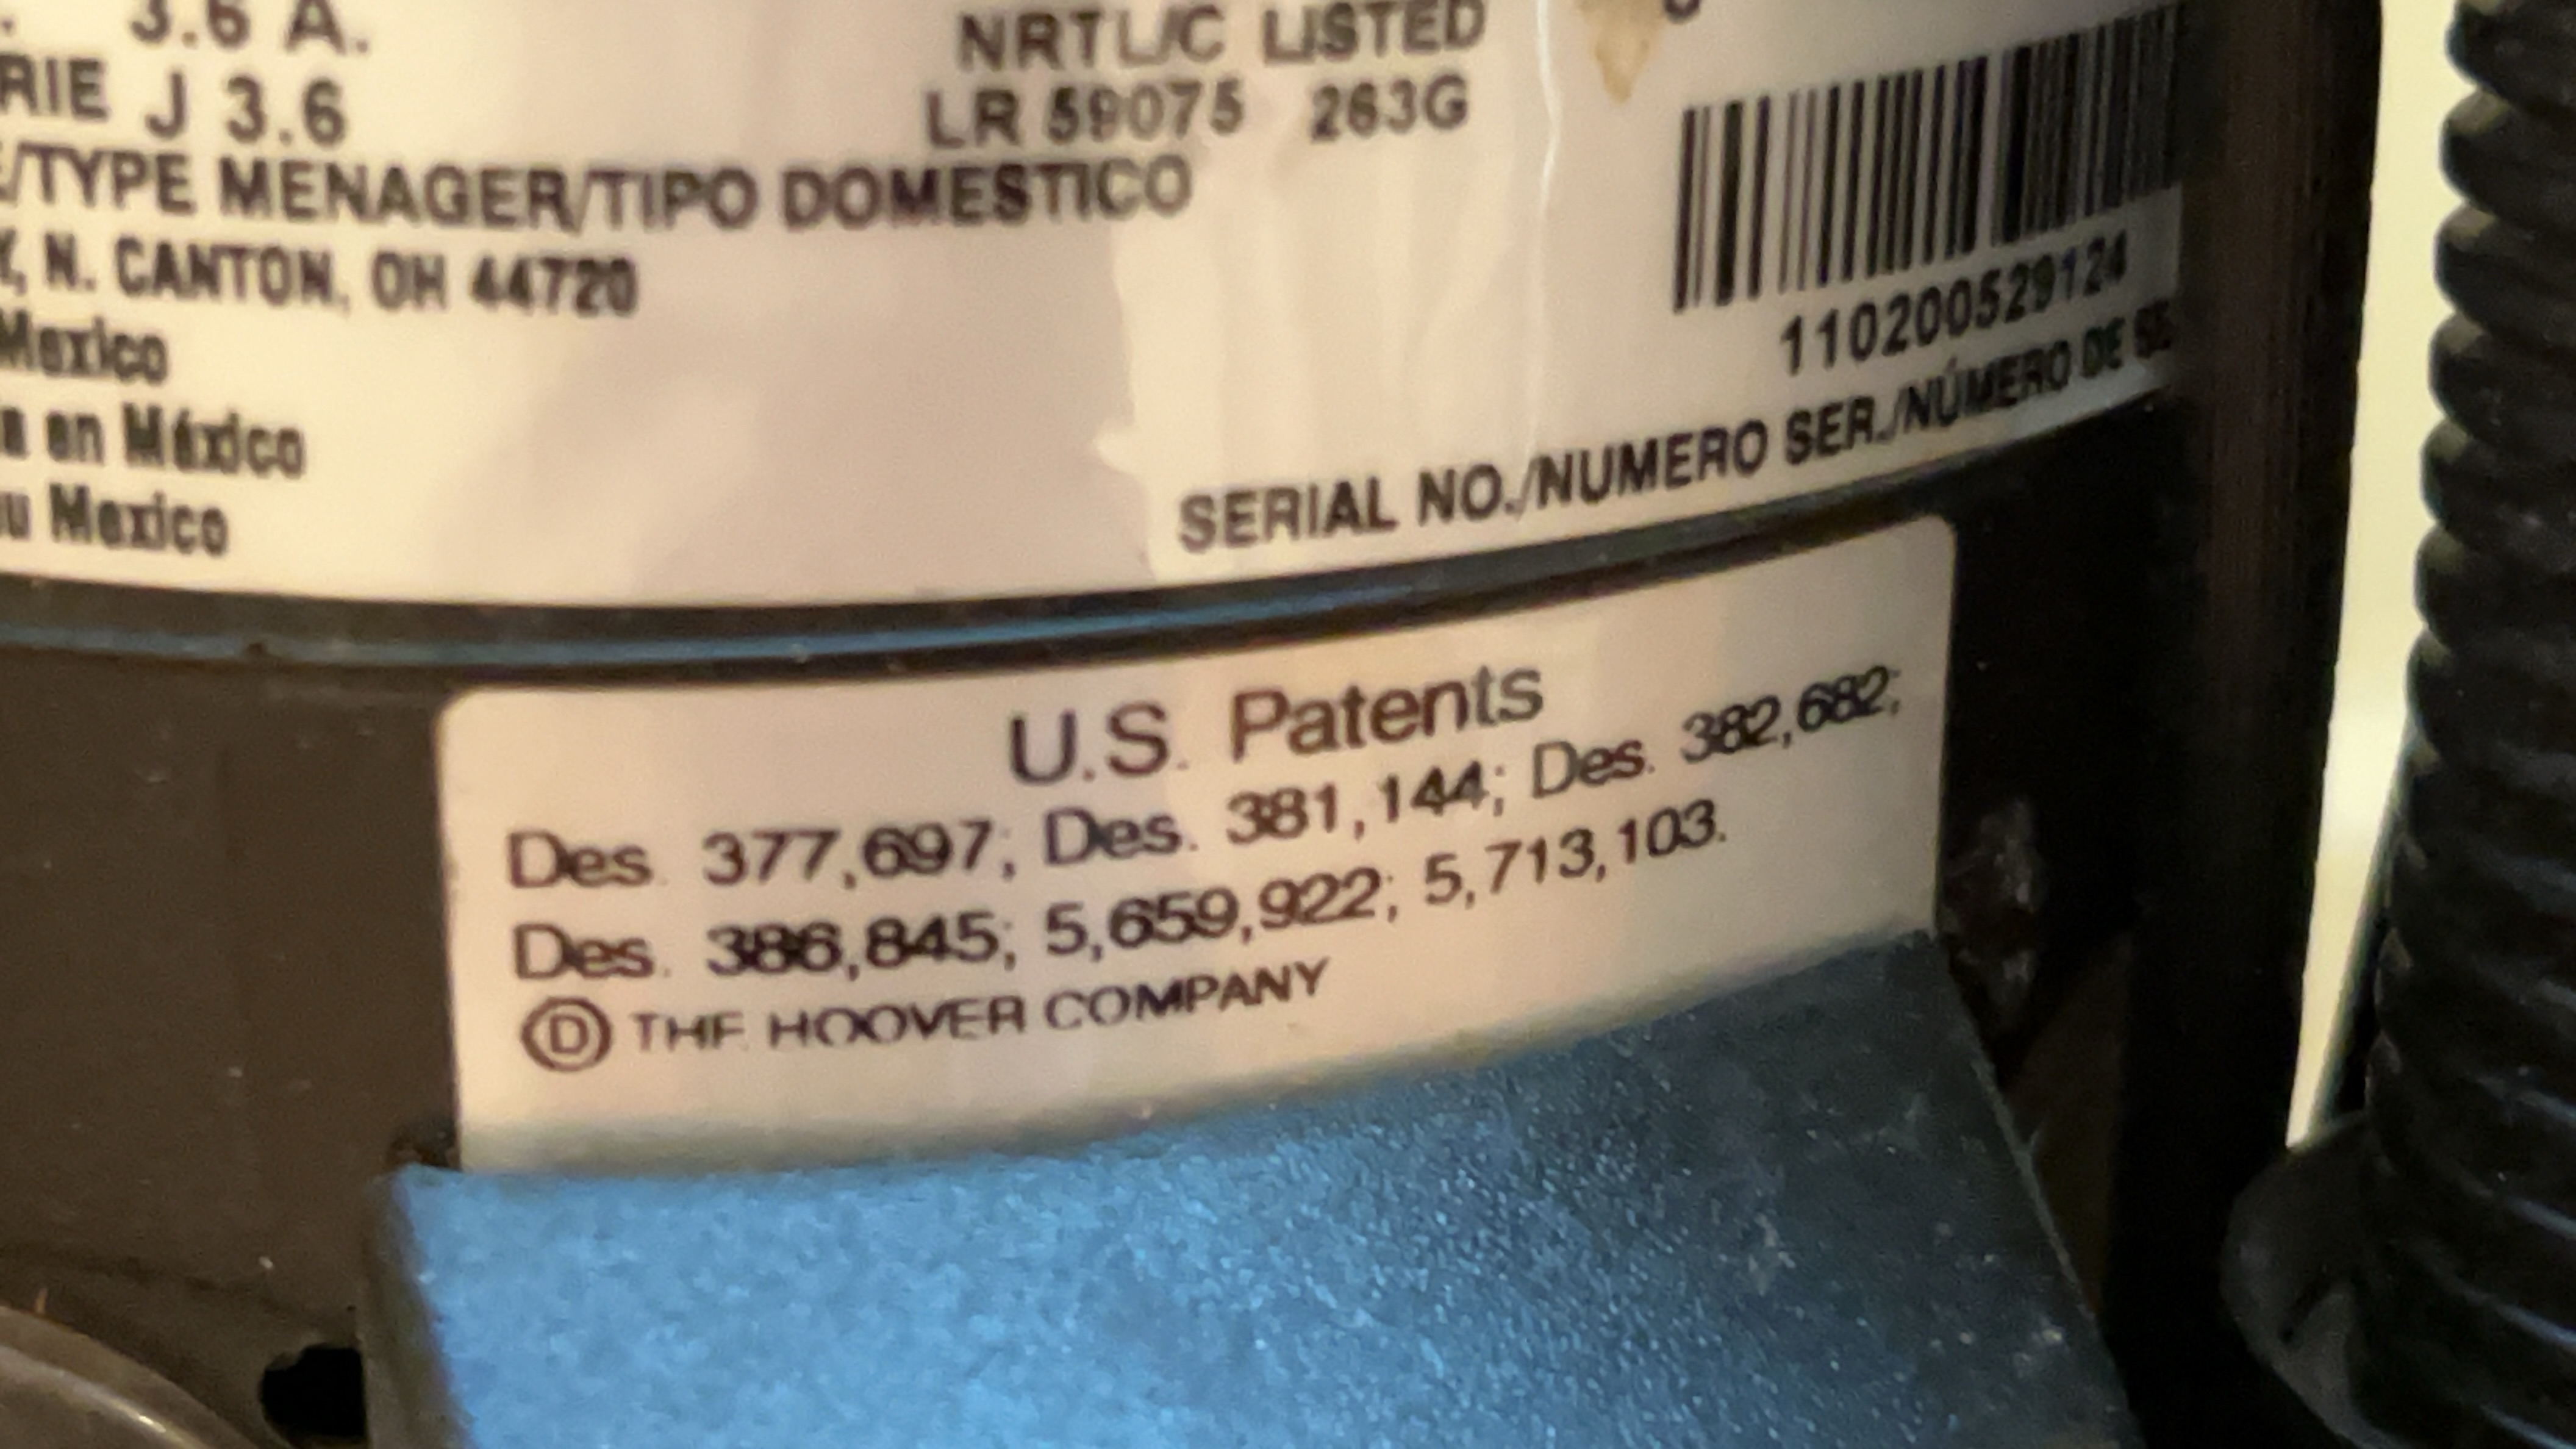 3.6 A.
RIE J 3.6
NRTL/C LISTED
LR 59075 263G
/TYPE MENAGER/TIPO DOMESTICO
N. CANTON, OH 44720
Mexico
en México
u Mexico
110200529124
SERIAL NO./NUMERO SER./NÚMERO DE SE
U.S. Patents
Des. 377,697; Des. 381,144; Des. 382,682;
Des. 386,845; 5,659,922; 5,713,103.
Ⓓ THE HOOVER COMPANY